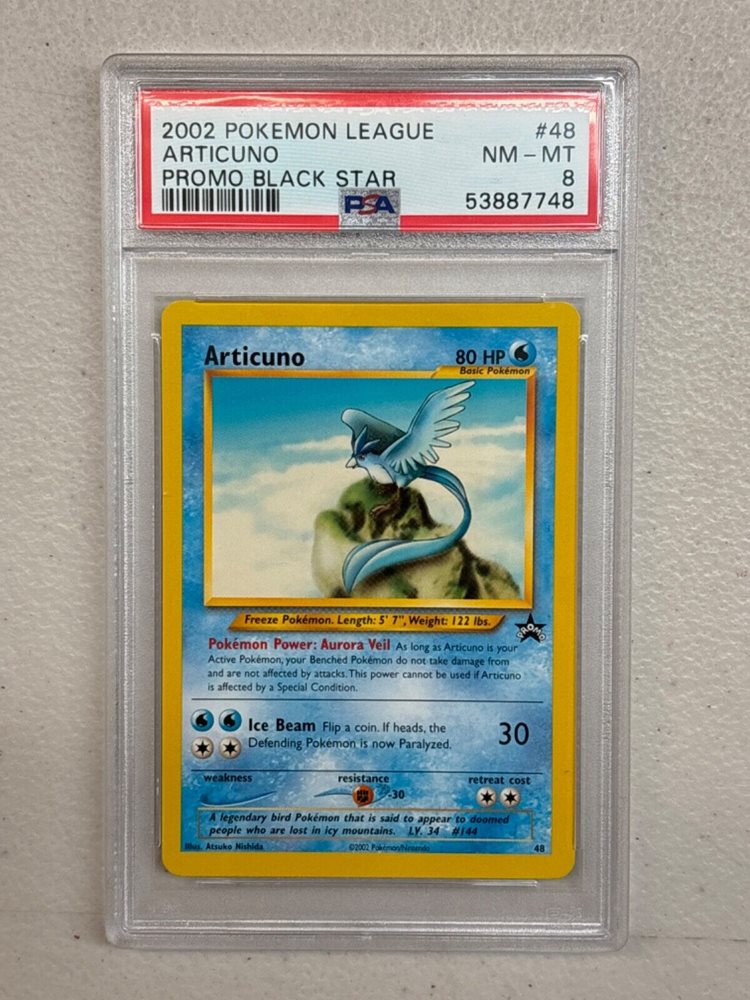 2002 POKEMON LEAGUE #48
ARTICUNO NM - MT
PROMO BLACK STAR 8
PSA 53887748
Articuno 80 HP
Basic Pokémon
Freeze Pokémon. Length: 5' 7", Weight: 122 lbs.
PROMO
Pokémon Power: Aurora Veil As long as Articuno is your
Active Pokémon, your Benched Pokémon do not take damage from
and are not affected by attacks. This power cannot be used if Articuno
is affected by a Special Condition.
Ice Beam Flip a coin. If heads, the 30
Defending Pokémon is now Paralyzed.
weakness resistance retreat cost
-30
A legendary bird Pokémon that is said to appear to doomed
people who are lost in icy mountains. LV. 34 #144
Illus. Atsuko Nishida ©2002 Pokémon/Nintendo 48